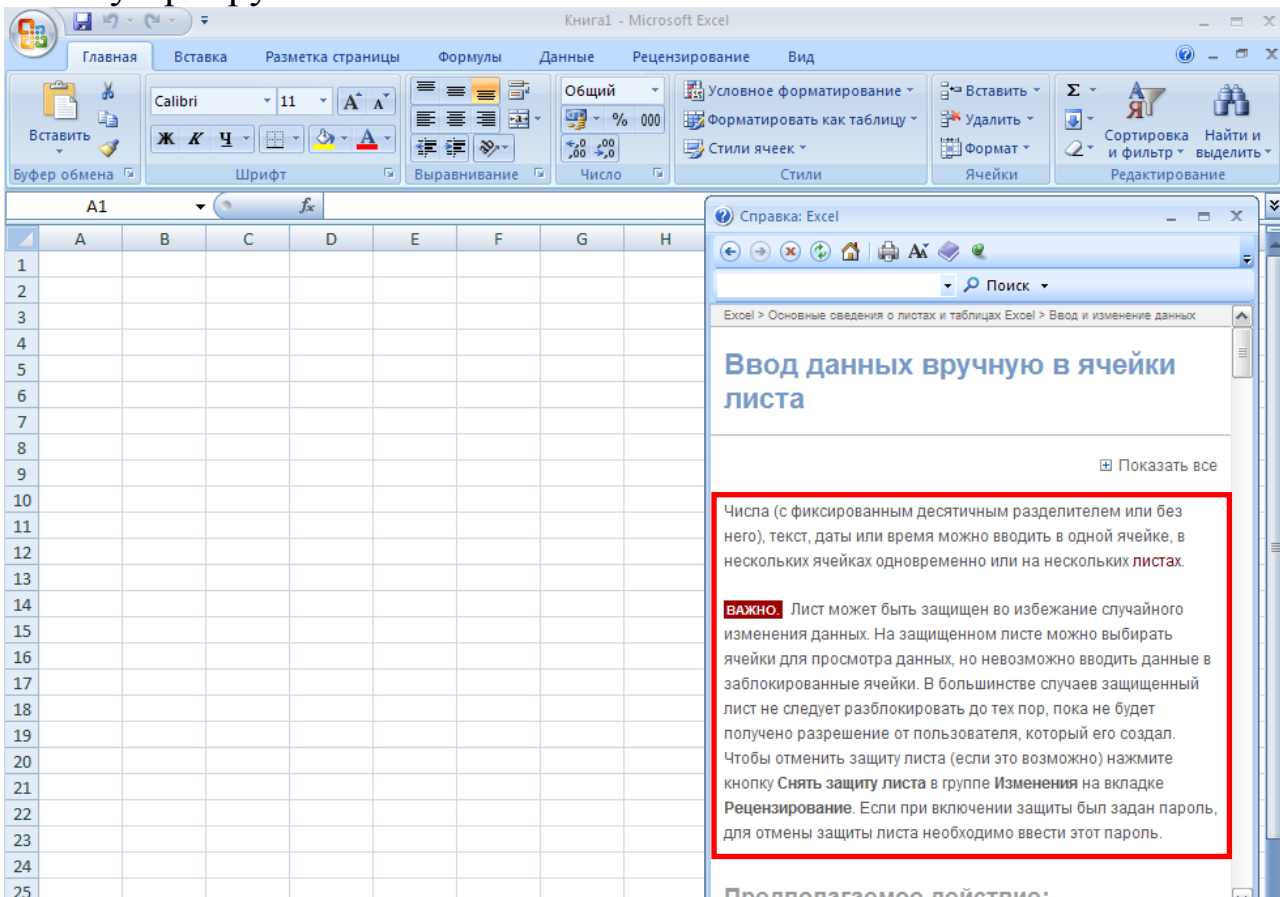 Книга1 - Microsoft Excel
Главная Вставка Разметка страницы Формулы Данные Рецензирование Вид
Вставить
Calibri 11 A A
Ж К Ч А
Общий
% 000
,0 ,00
,00 ,0
Условное форматирование
Форматировать как таблицу
Стили ячеек
Вставить
Удалить
Формат
Σ
Сортировка и фильтр
Найти и выделить
Буфер обмена Шрифт Выравнивание Число Стили Ячейки Редактирование
A1 fx
A B C D E F G H
1
2
3
4
5
6
7
8
9
10
11
12
13
14
15
16
17
18
19
20
21
22
23
24
25
Справка: Excel
Поиск
Excel > Основные сведения о листах и таблицах Excel > Ввод и изменение данных
Ввод данных вручную в ячейки
листа
Показать все
Числа (с фиксированным десятичным разделителем или без
него), текст, даты или время можно вводить в одной ячейке, в
нескольких ячейках одновременно или на нескольких листах.
ВАЖНО. Лист может быть защищен во избежание случайного
изменения данных. На защищенном листе можно выбирать
ячейки для просмотра данных, но невозможно вводить данные в
заблокированные ячейки. В большинстве случаев защищенный
лист не следует разблокировать до тех пор, пока не будет
получено разрешение от пользователя, который его создал.
Чтобы отменить защиту листа (если это возможно) нажмите
кнопку Снять защиту листа в группе Изменения на вкладке
Рецензирование. Если при включении защиты был задан пароль,
для отмены защиты листа необходимо ввести этот пароль.
Предполагаемое действие: